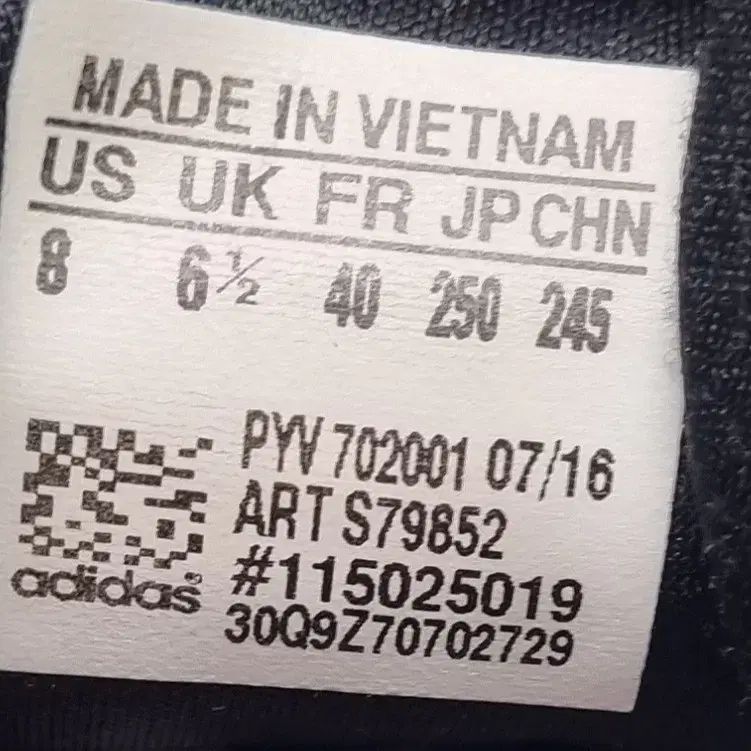 MADE IN VIETNAM
US UK FR JP CHN
8 6½ 40 250 245
PYV 702001 07/16
ART S79852
#115025019
30Q9Z70702729
adidas